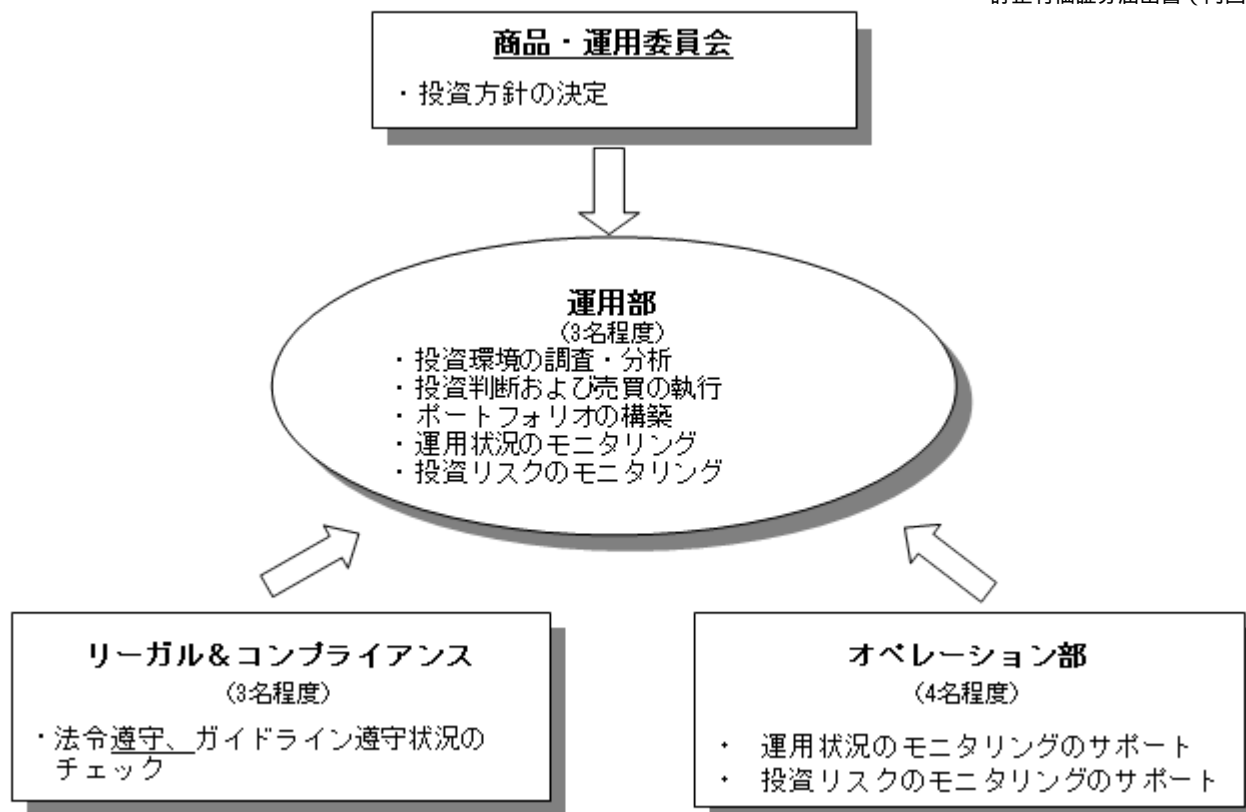 商品・運用委員会
・投資方針の決定
運用部
(3名程度)
・投資環境の調査・分析
・投資判断および売買の執行
・ポートフォリオの構築
・運用状況のモニタリング
・投資リスクのモニタリング
リーガル＆コンプライアンス
(3名程度)
・法令遵守、ガイドライン遵守状況の
チェック
オペレーション部
(4名程度)
・ 運用状況のモニタリングのサポート
・ 投資リスクのモニタリングのサポート